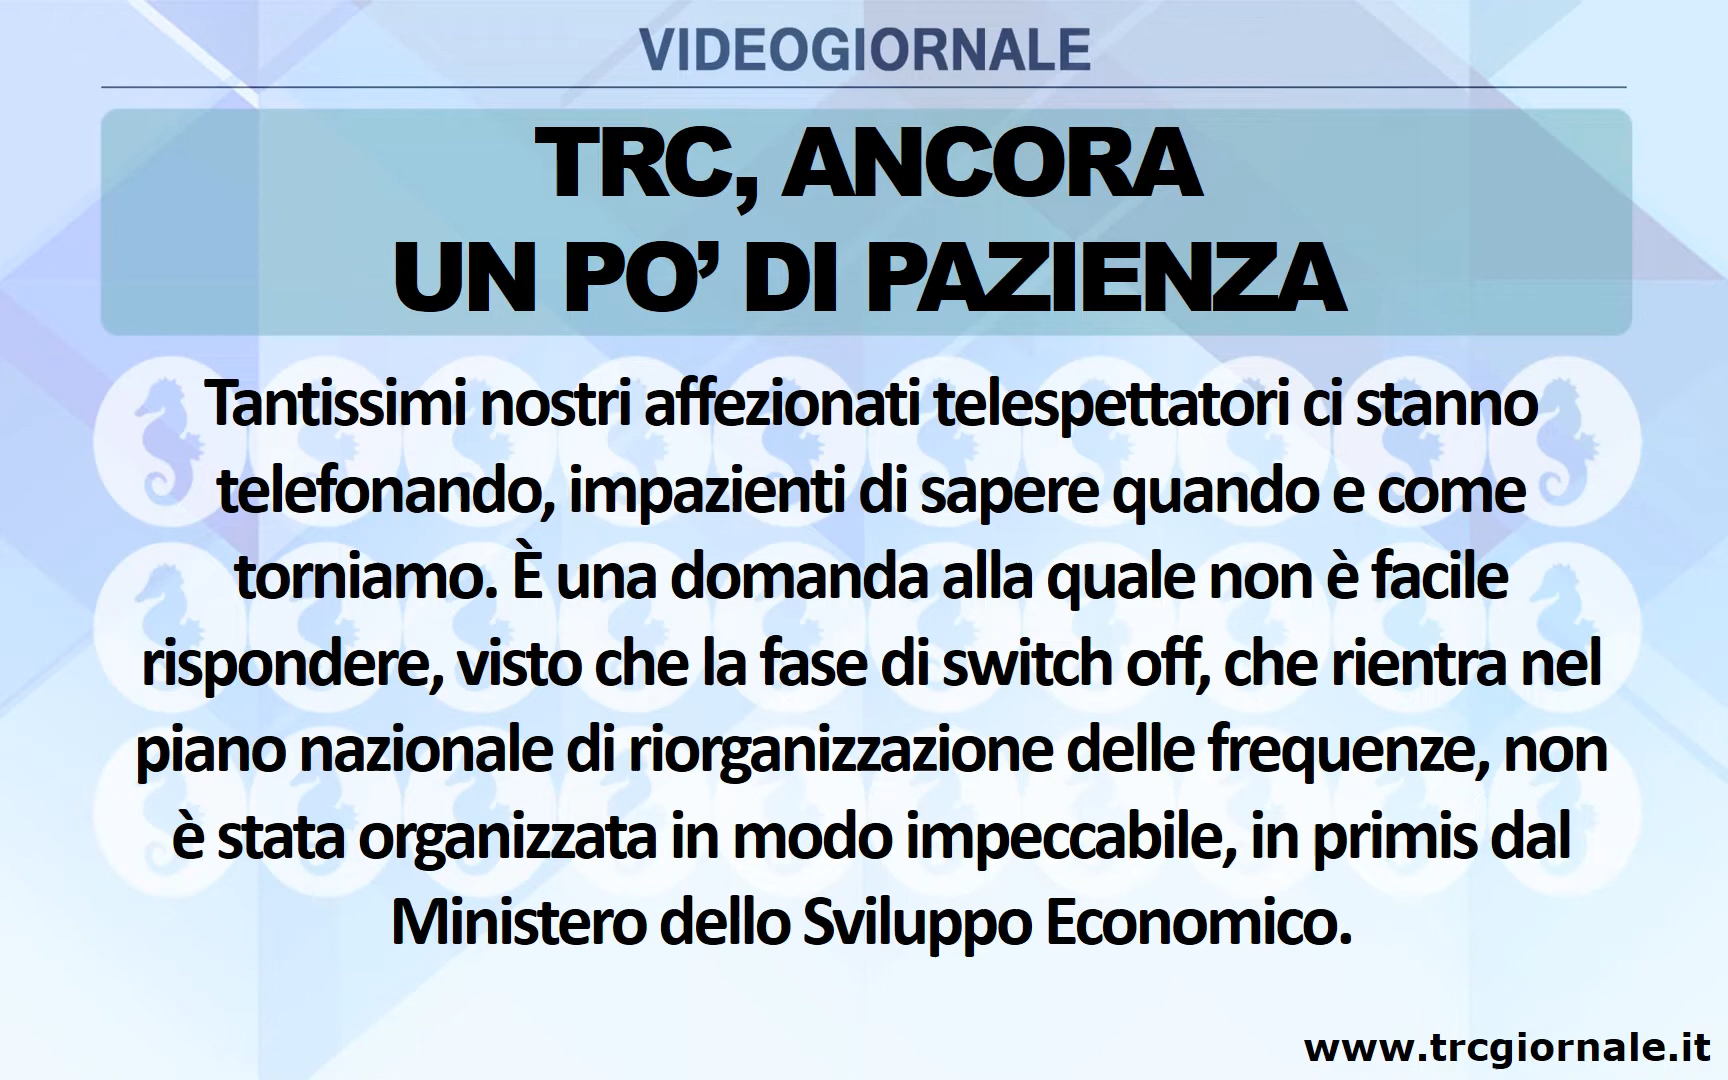 VIDEOGIORNALE
TRC, ANCORA
UN PO’ DI PAZIENZA
Tantissimi nostri affezionati telespettatori ci stanno
telefonando, impazienti di sapere quando e come
torniamo. È una domanda alla quale non è facile
rispondere, visto che la fase di switch off, che rientra nel
piano nazionale di riorganizzazione delle frequenze, non
è stata organizzata in modo impeccabile, in primis dal
Ministero dello Sviluppo Economico.
www.trcgiornale.it